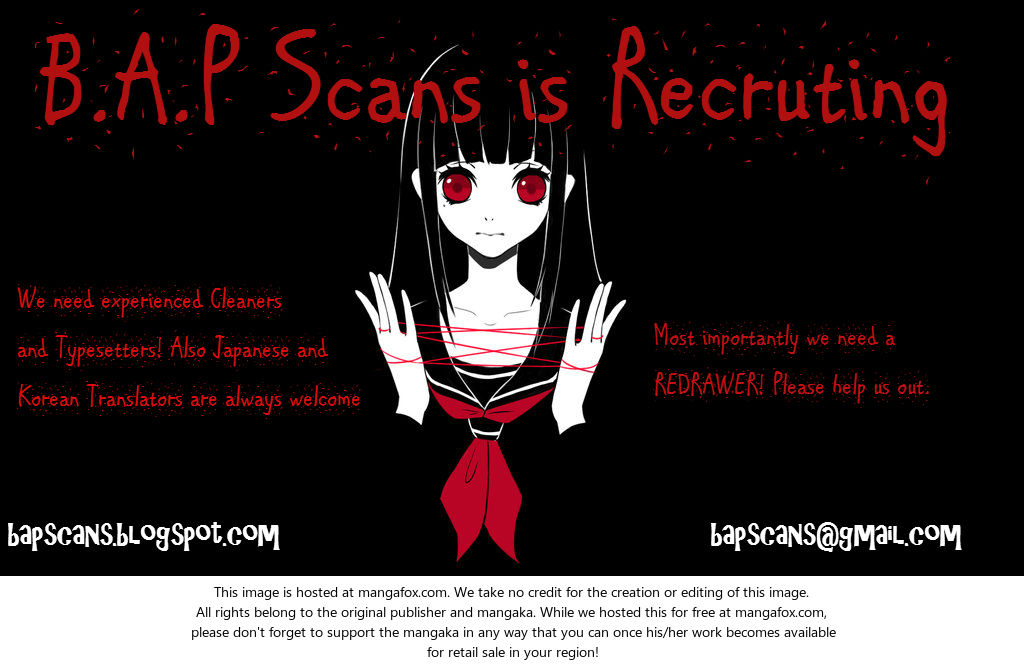 B.A.P Scans is Recruting
We need experienced Cleaners
and Typesetters! Also Japanese and
Korean Translators are always welcome
Most importantly we need a
REDRAWER! Please help us out.
bapscans.blogspot.com
bapscans@gmail.com
This image is hosted at mangafox.com. We take no credit for the creation or editing of this image.
All rights belong to the original publisher and mangaka. While we hosted this for free at mangafox.com,
please don't forget to support the mangaka in any way that you can once his/her work becomes available
for retail sale in your region!